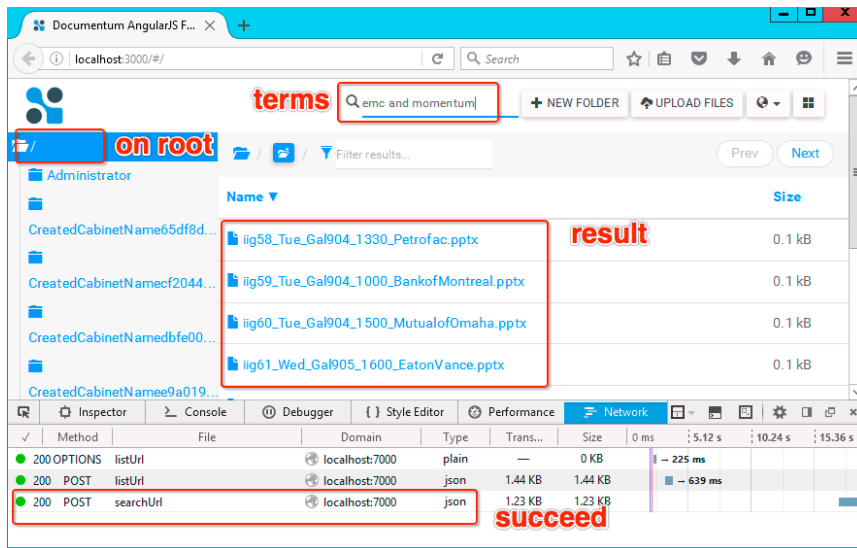 Documentum AngularJS F...
localhost:3000/#/
Search
terms
emc and momentum
NEW FOLDER
UPLOAD FILES
/
on root
/ /
Filter results...
Prev
Next
Administrator
Name
Size
CreatedCabinetName65df8d...
iig58_Tue_Gal904_1330_Petrofac.pptx
result
0.1 kB
CreatedCabinetNamecf2044...
iig59_Tue_Gal904_1000_BankofMontreal.pptx
0.1 kB
CreatedCabinetNamedbfe00...
iig60_Tue_Gal904_1500_MutualofOmaha.pptx
0.1 kB
iig61_Wed_Gal905_1600_EatonVance.pptx
0.1 kB
CreatedCabinetNamee9a019...
Inspector
Console
Debugger
{ } Style Editor
Performance
Network
Method File Domain Type Trans... Size 0 ms 5.12 s 10.24 s 15.36 s
200 OPTIONS listUrl localhost:7000 plain — 0 KB → 225 ms
200 POST listUrl localhost:7000 json 1.44 KB 1.44 KB → 639 ms
200 POST searchUrl localhost:7000 json 1.23 KB 1.23 KB
succeed